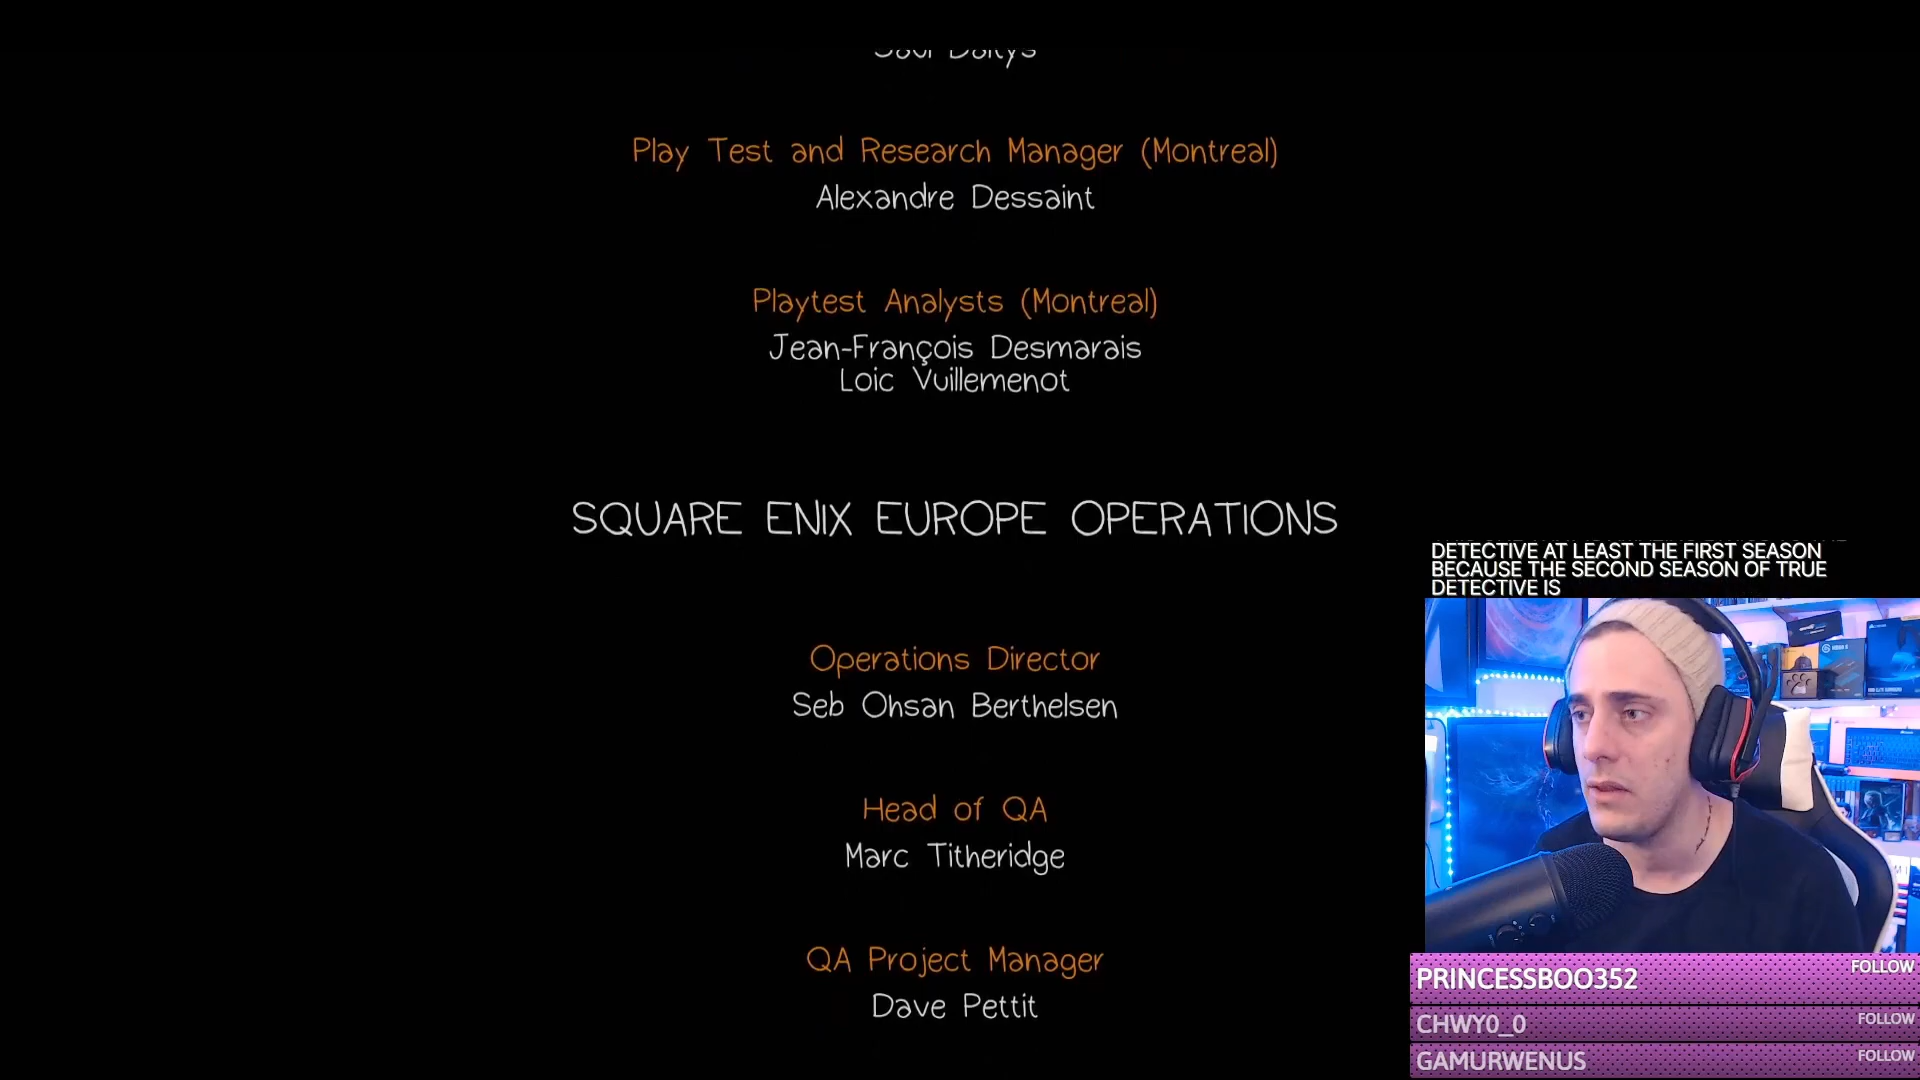 Play Test and Research Manager (Montreal)
Alexandre Dessaint
Playtest Analysts (Montreal)
Jean-François Desmarais
Loic Vuillemenot
SQUARE ENIX EUROPE OPERATIONS
Operations Director
Seb Ohsan Berthelsen
Head of QA
Marc Titheridge
QA Project Manager
Dave Pettit
DETECTIVE AT LEAST THE FIRST SEASON
BECAUSE THE SECOND SEASON OF TRUE
DETECTIVE IS
PRINCESSBOO352 FOLLOW
CHWY0_0 FOLLOW
GAMURWENUS FOLLOW